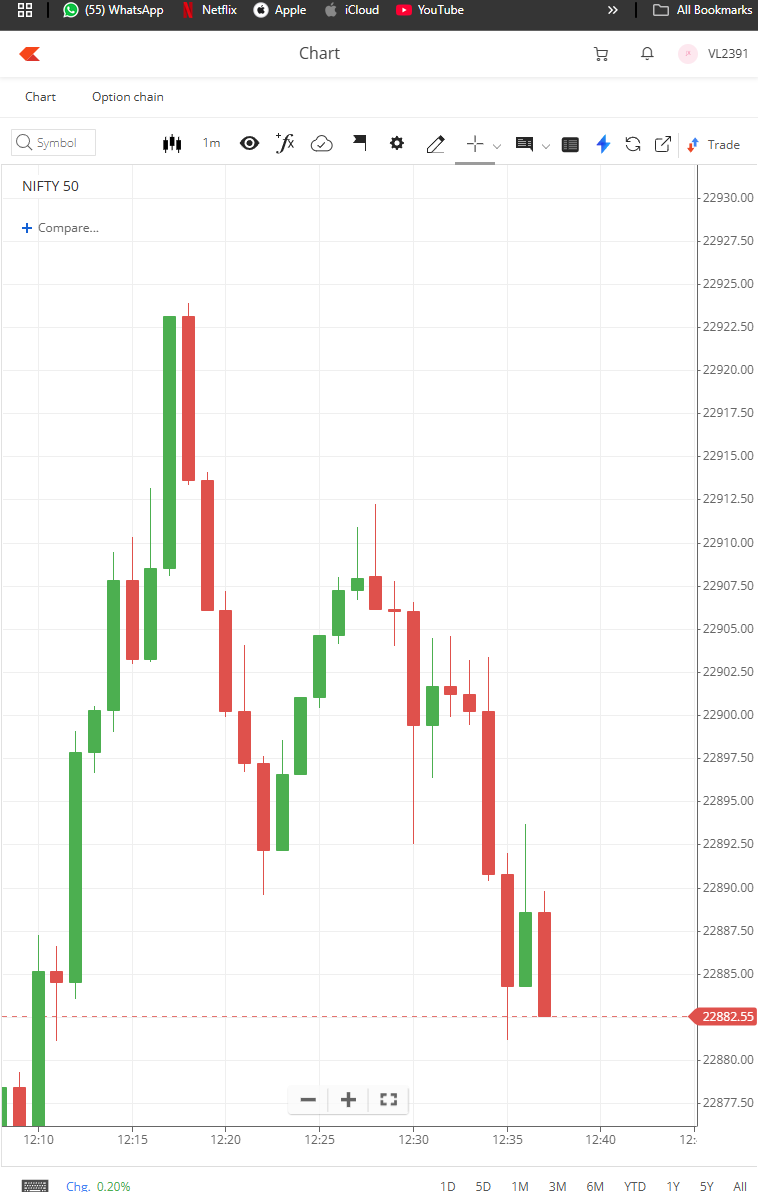 (55) WhatsApp Netflix Apple iCloud YouTube » All Bookmarks
Chart VL2391
Chart Option chain
Symbol 1m ƒx Trade
NIFTY 50
+ Compare...
22930.00
22927.50
22925.00
22922.50
22920.00
22917.50
22915.00
22912.50
22910.00
22907.50
22905.00
22902.50
22900.00
22897.50
22895.00
22892.50
22890.00
22887.50
22885.00
22882.55
22880.00
22877.50
12:10 12:15 12:20 12:25 12:30 12:35 12:40 12:
Chg. 0.20% 1D 5D 1M 3M 6M YTD 1Y 5Y All